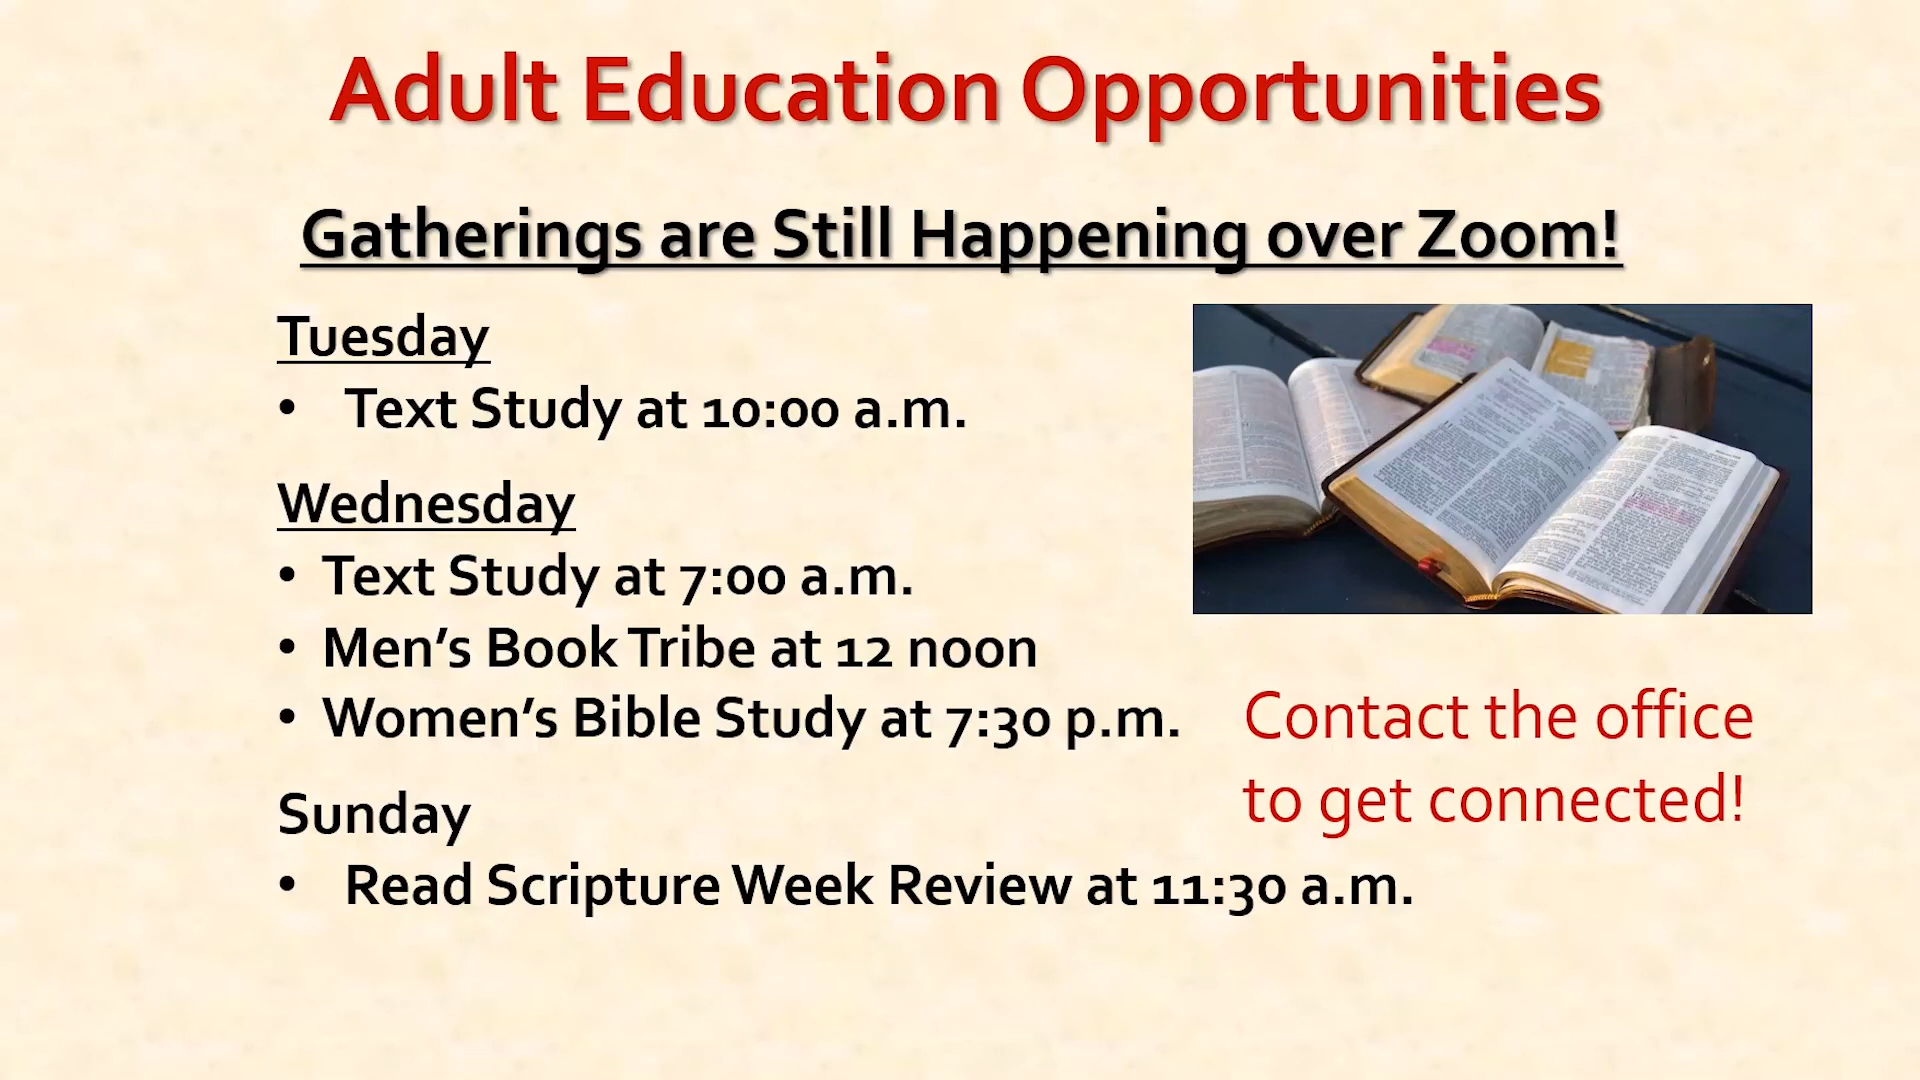 Adult Education Opportunities
Gatherings are Still Happening over Zoom!
Tuesday
• Text Study at 10:00 a.m.
Wednesday
• Text Study at 7:00 a.m.
• Men’s Book Tribe at 12 noon
• Women’s Bible Study at 7:30 p.m.
Sunday
• Read Scripture Week Review at 11:30 a.m.
Contact the office
to get connected!